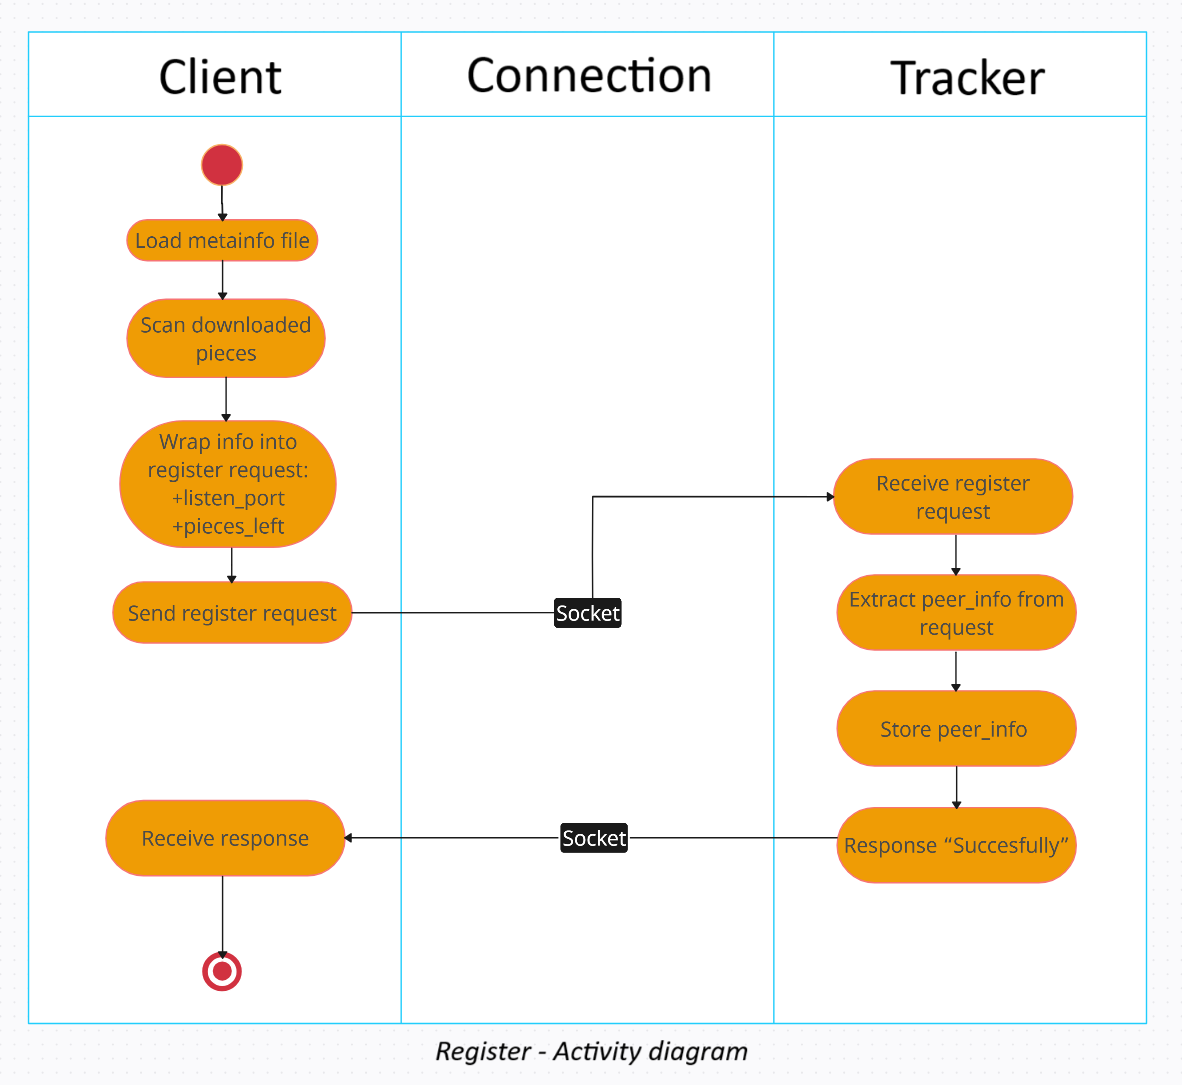 Client
Connection
Tracker
Load metainfo file
Scan downloaded
pieces
Wrap info into
register request:
+listen_port
+pieces_left
Send register request
Socket
Receive register
request
Extract peer_info from
request
Store peer_info
Response “Succesfully”
Socket
Receive response
Register - Activity diagram